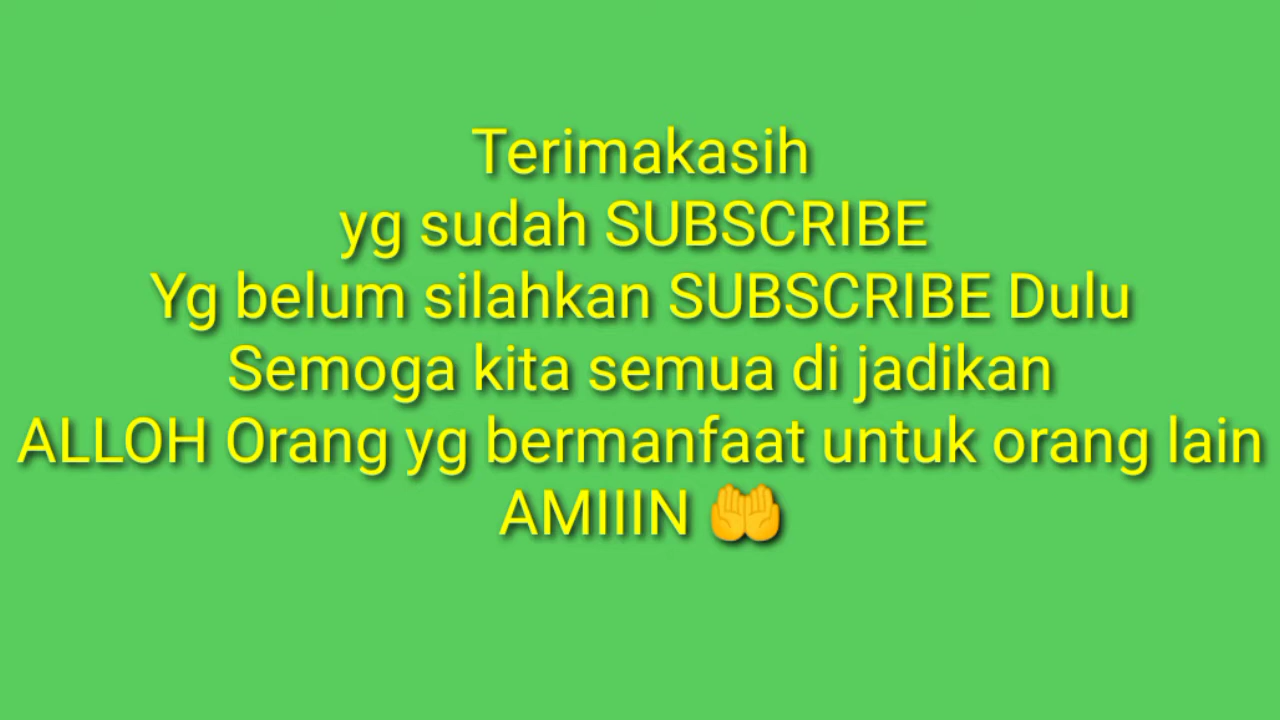 Terimakasih
yg sudah SUBSCRIBE
Yg belum silahkan SUBSCRIBE Dulu
Semoga kita semua di jadikan
ALLOH Orang yg bermanfaat untuk orang lain
AMIIIN 🤲